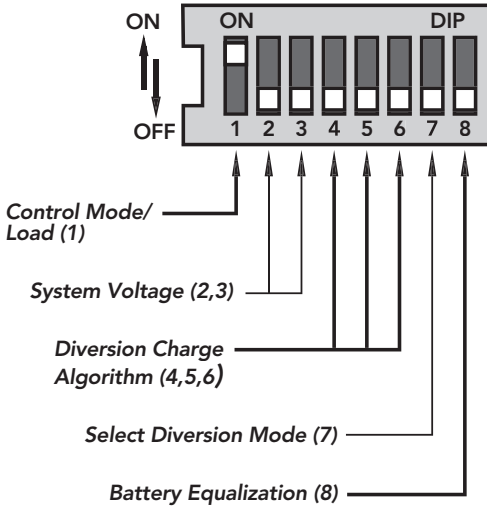 ON
ON DIP
OFF
1 2 3 4 5 6 7 8
Control Mode/
Load (1)
System Voltage (2,3)
Diversion Charge
Algorithm (4,5,6)
Select Diversion Mode (7)
Battery Equalization (8)